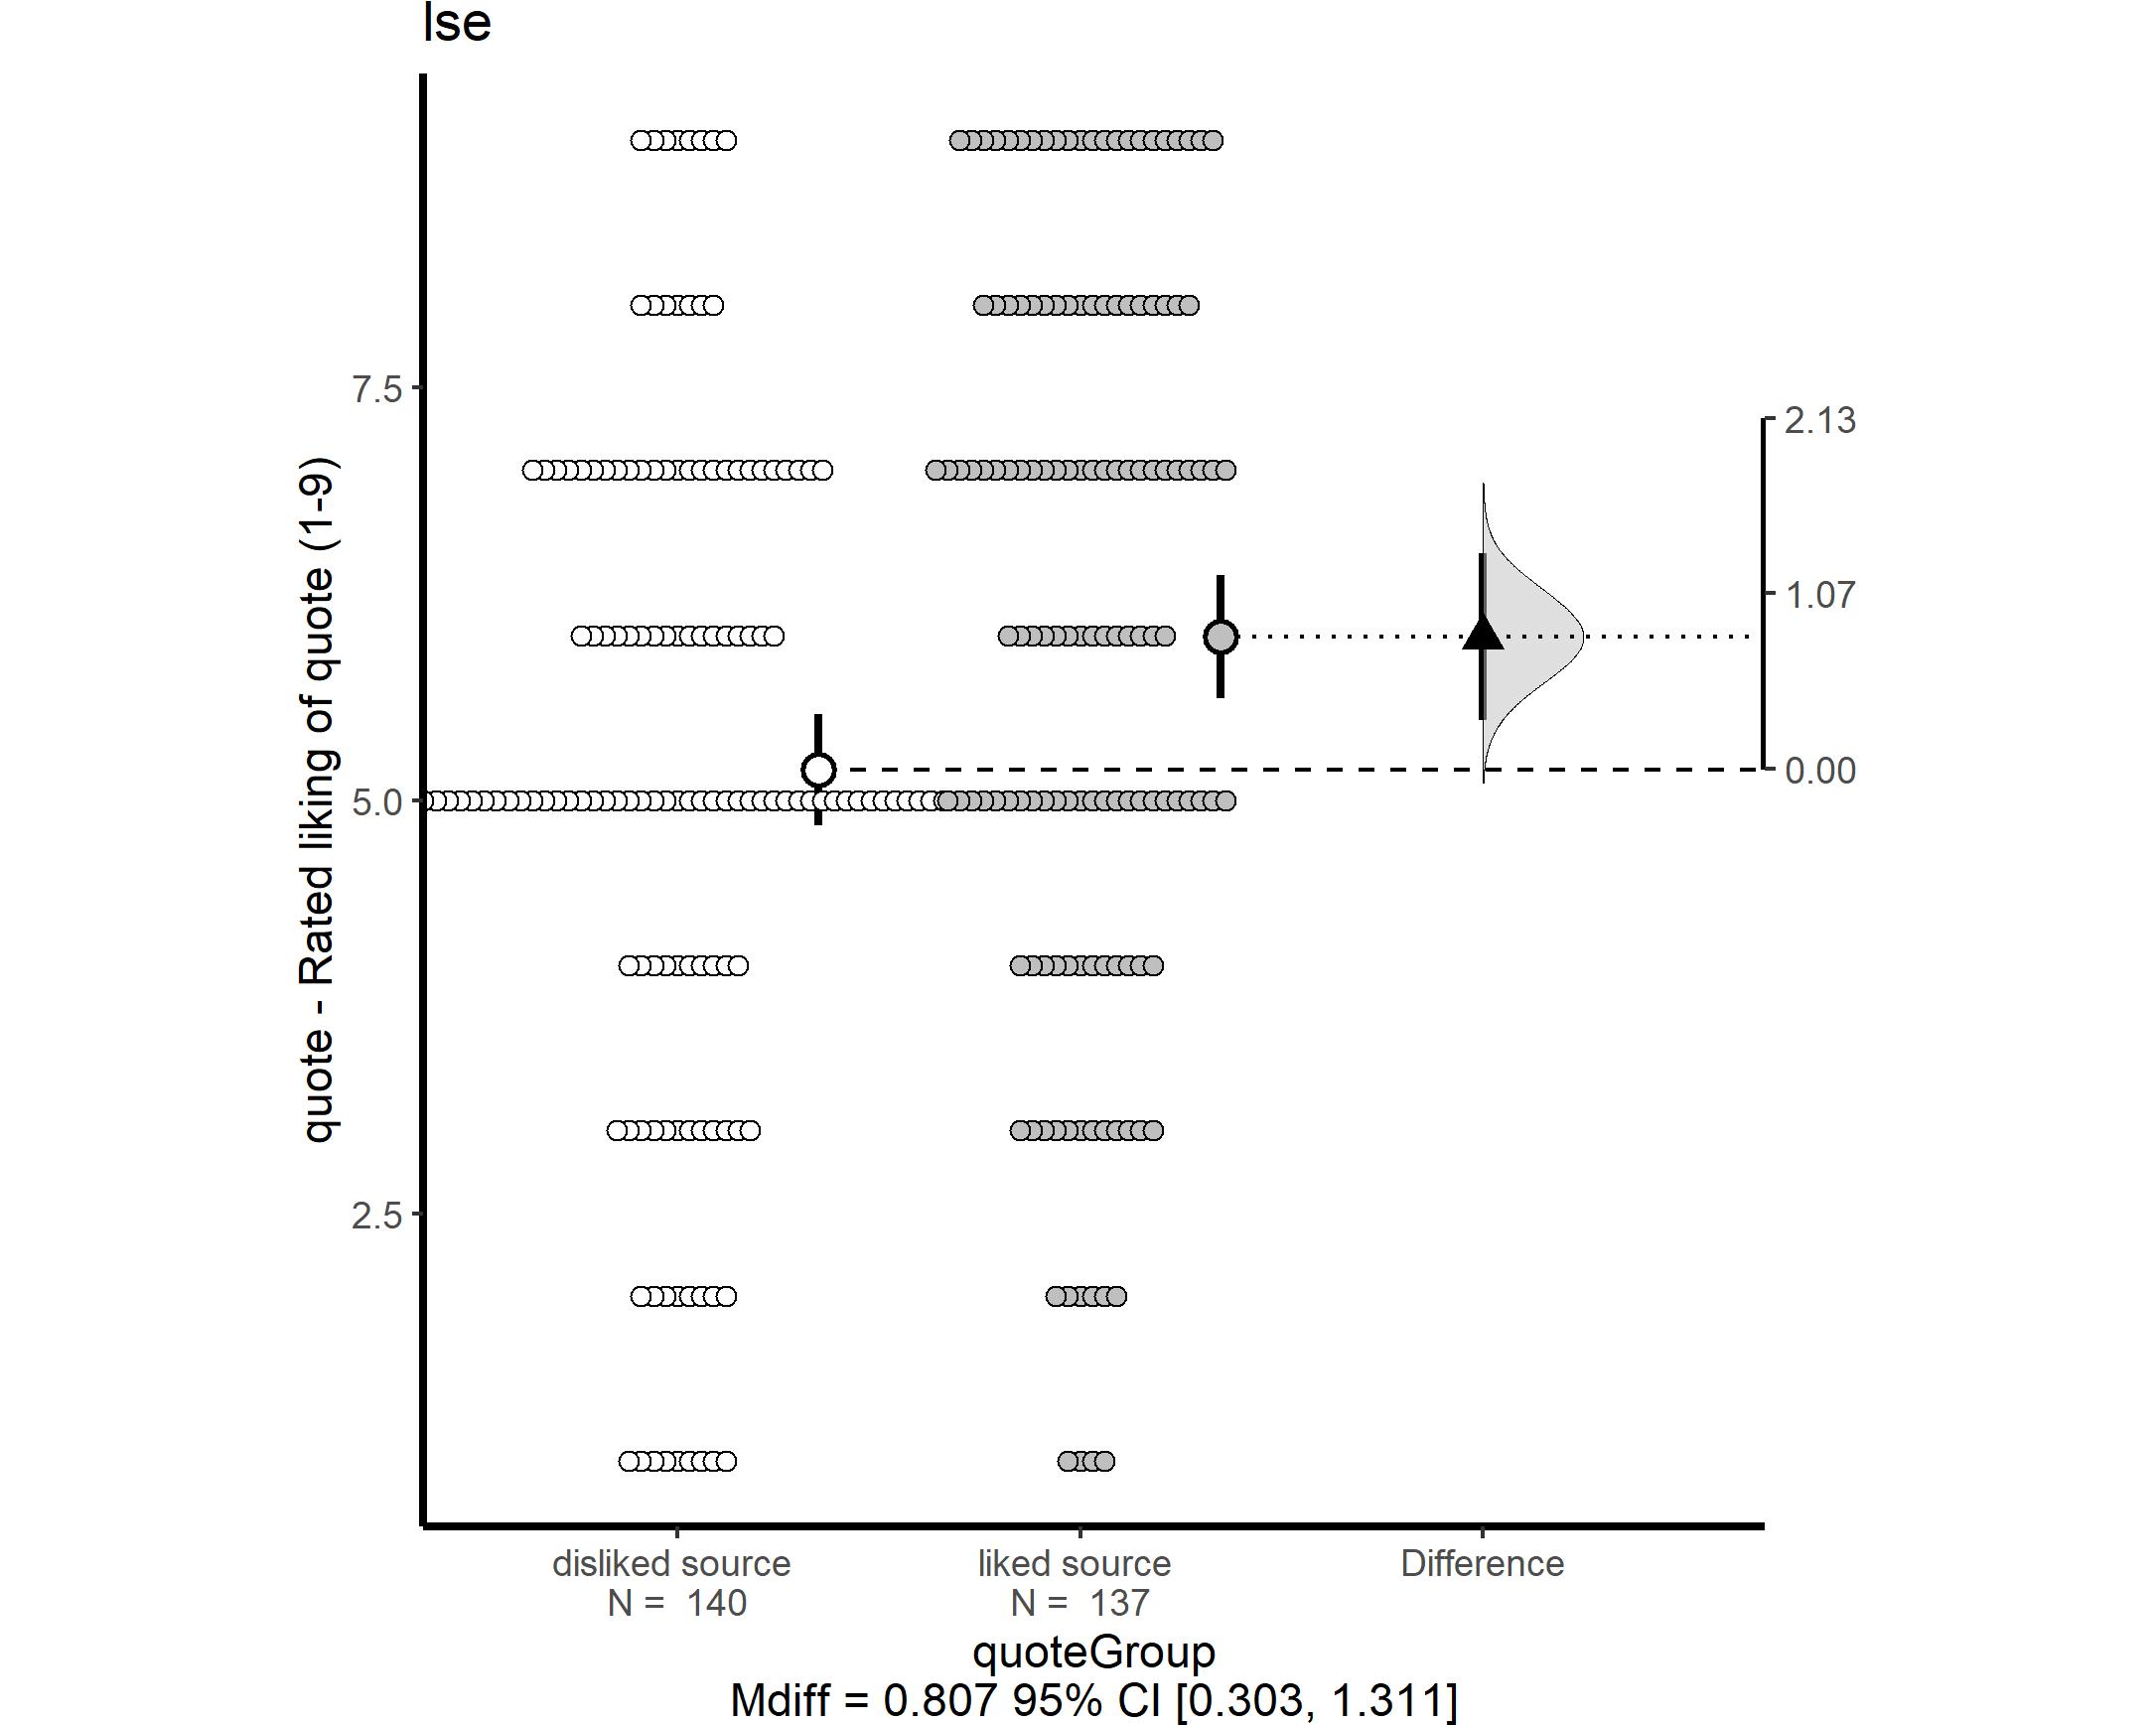 lse
quote - Rated liking of quote (1-9)
7.5
5.0
2.5
2.13
1.07
0.00
disliked source
N = 140
liked source
N = 137
Difference
quoteGroup
Mdiff = 0.807 95% CI [0.303, 1.311]